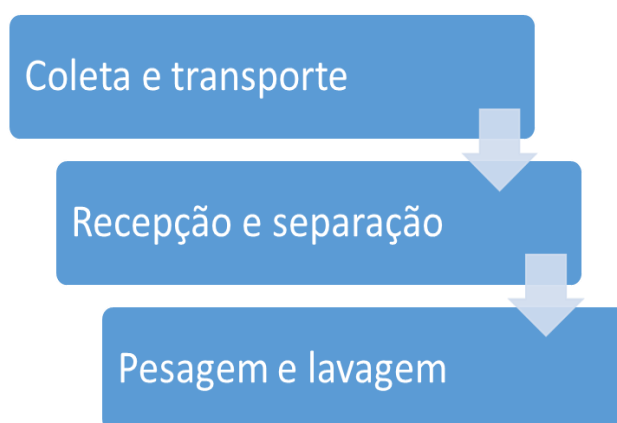 Coleta e transporte
Recepção e separação
Pesagem e lavagem